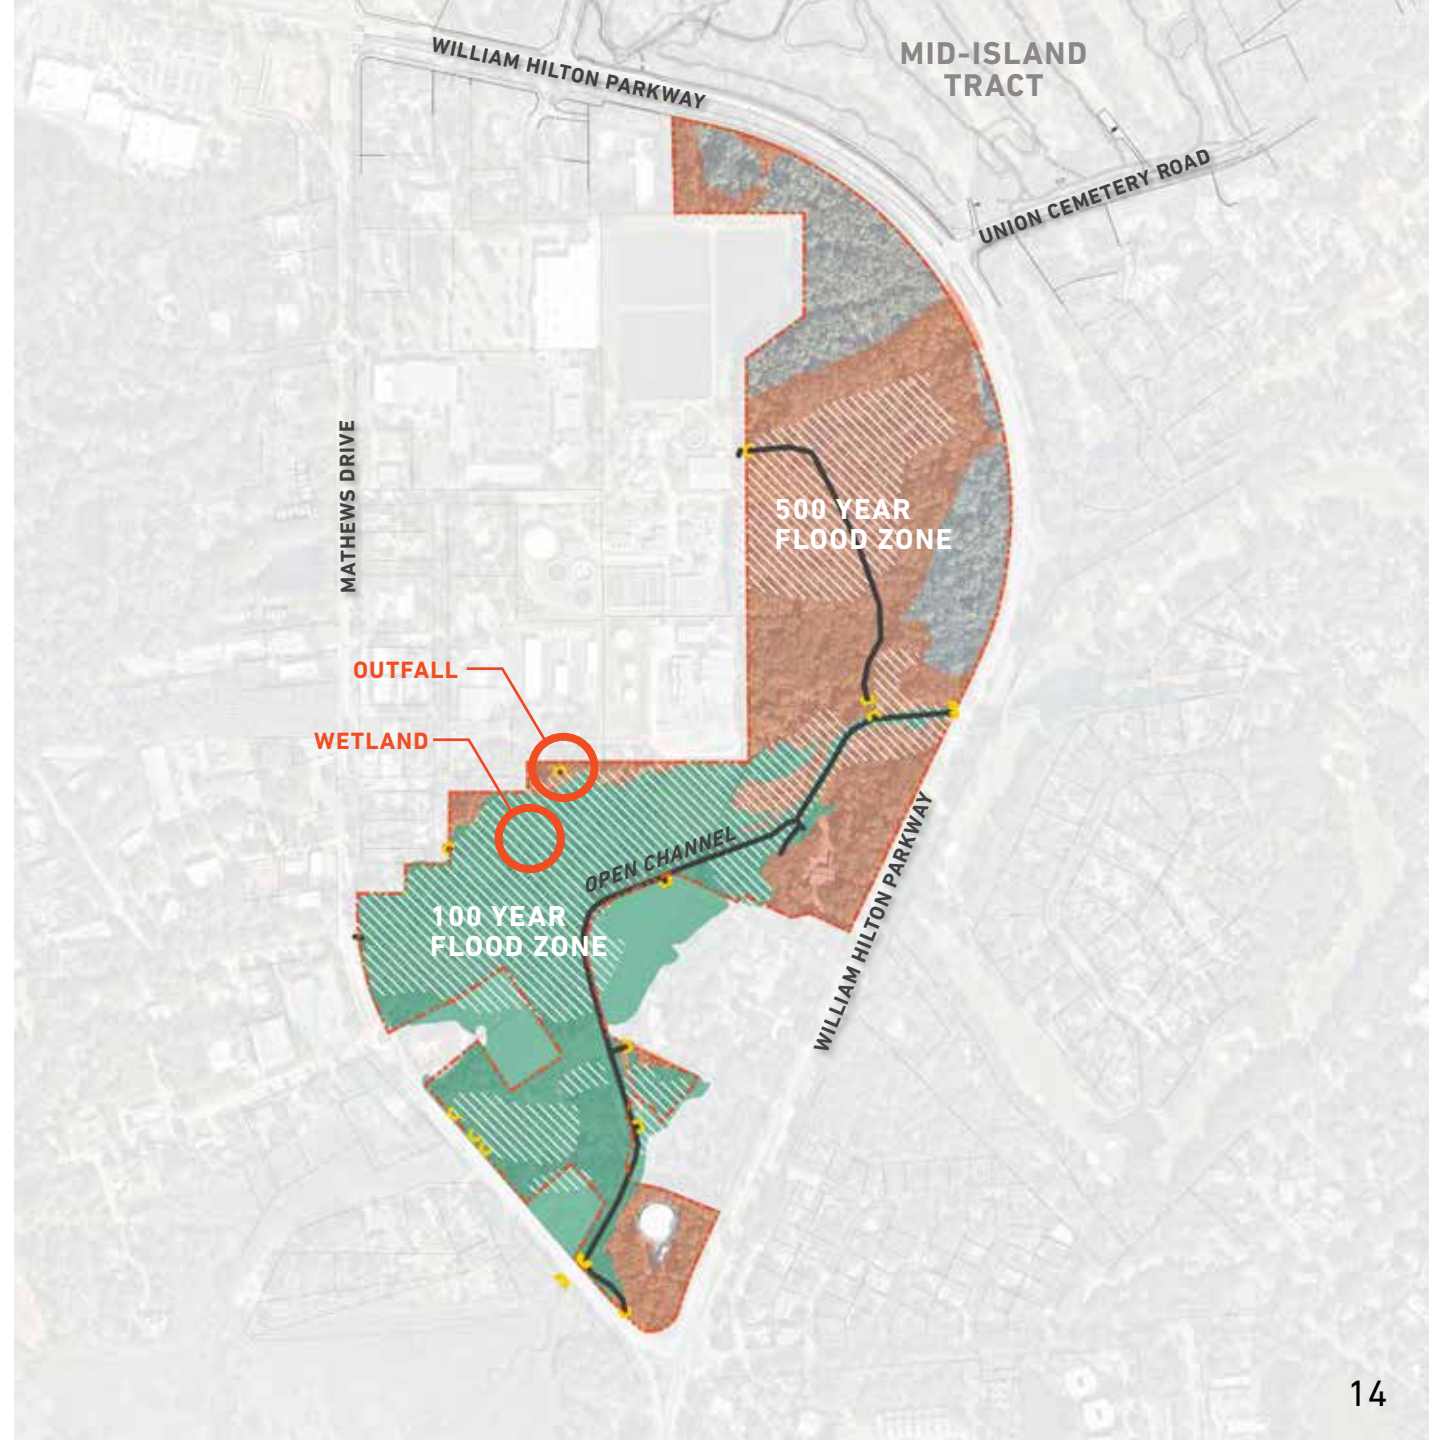 WILLIAM HILTON PARKWAY
MID-ISLAND
TRACT
UNION CEMETERY ROAD
MATHEWS DRIVE
500 YEAR
FLOOD ZONE
OUTFALL
WETLAND
OPEN CHANNEL
WILLIAM HILTON PARKWAY
100 YEAR
FLOOD ZONE
14